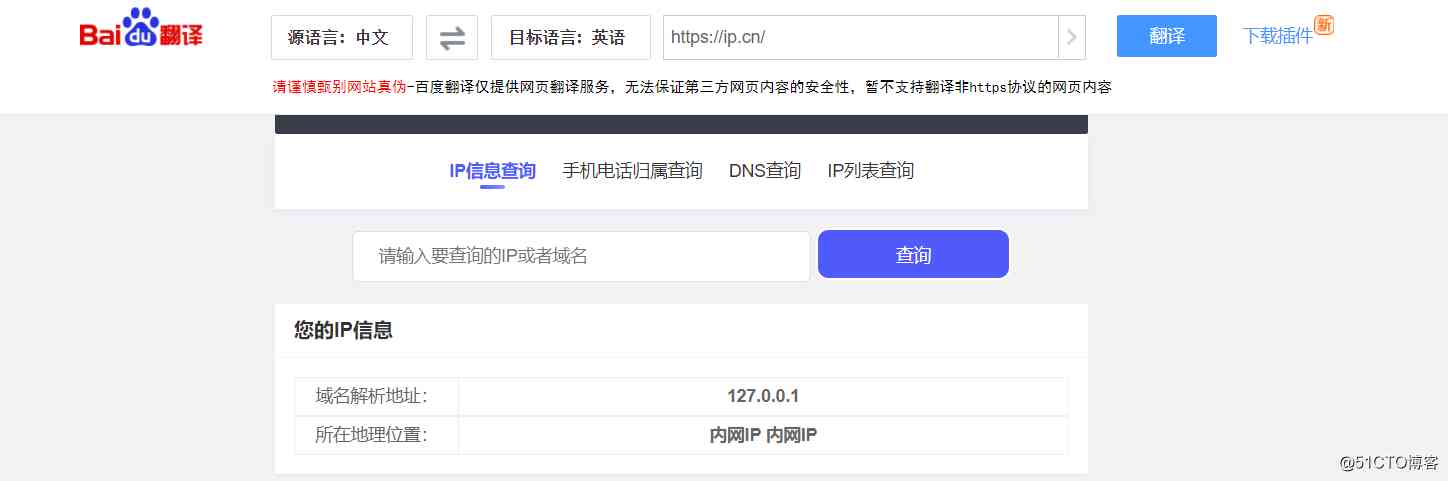 Bai du 翻译
源语言：中文 目标语言：英语 https://ip.cn/ 翻译 下载插件 新
请谨慎甄别网站真伪-百度翻译仅提供网页翻译服务，无法保证第三方网页内容的安全性，暂不支持翻译非https协议的网页内容
IP信息查询 手机电话归属查询 DNS查询 IP列表查询
请输入要查询的IP或者域名 查询
您的IP信息
域名解析地址： 127.0.0.1
所在地理位置： 内网IP 内网IP
@51CTO博客